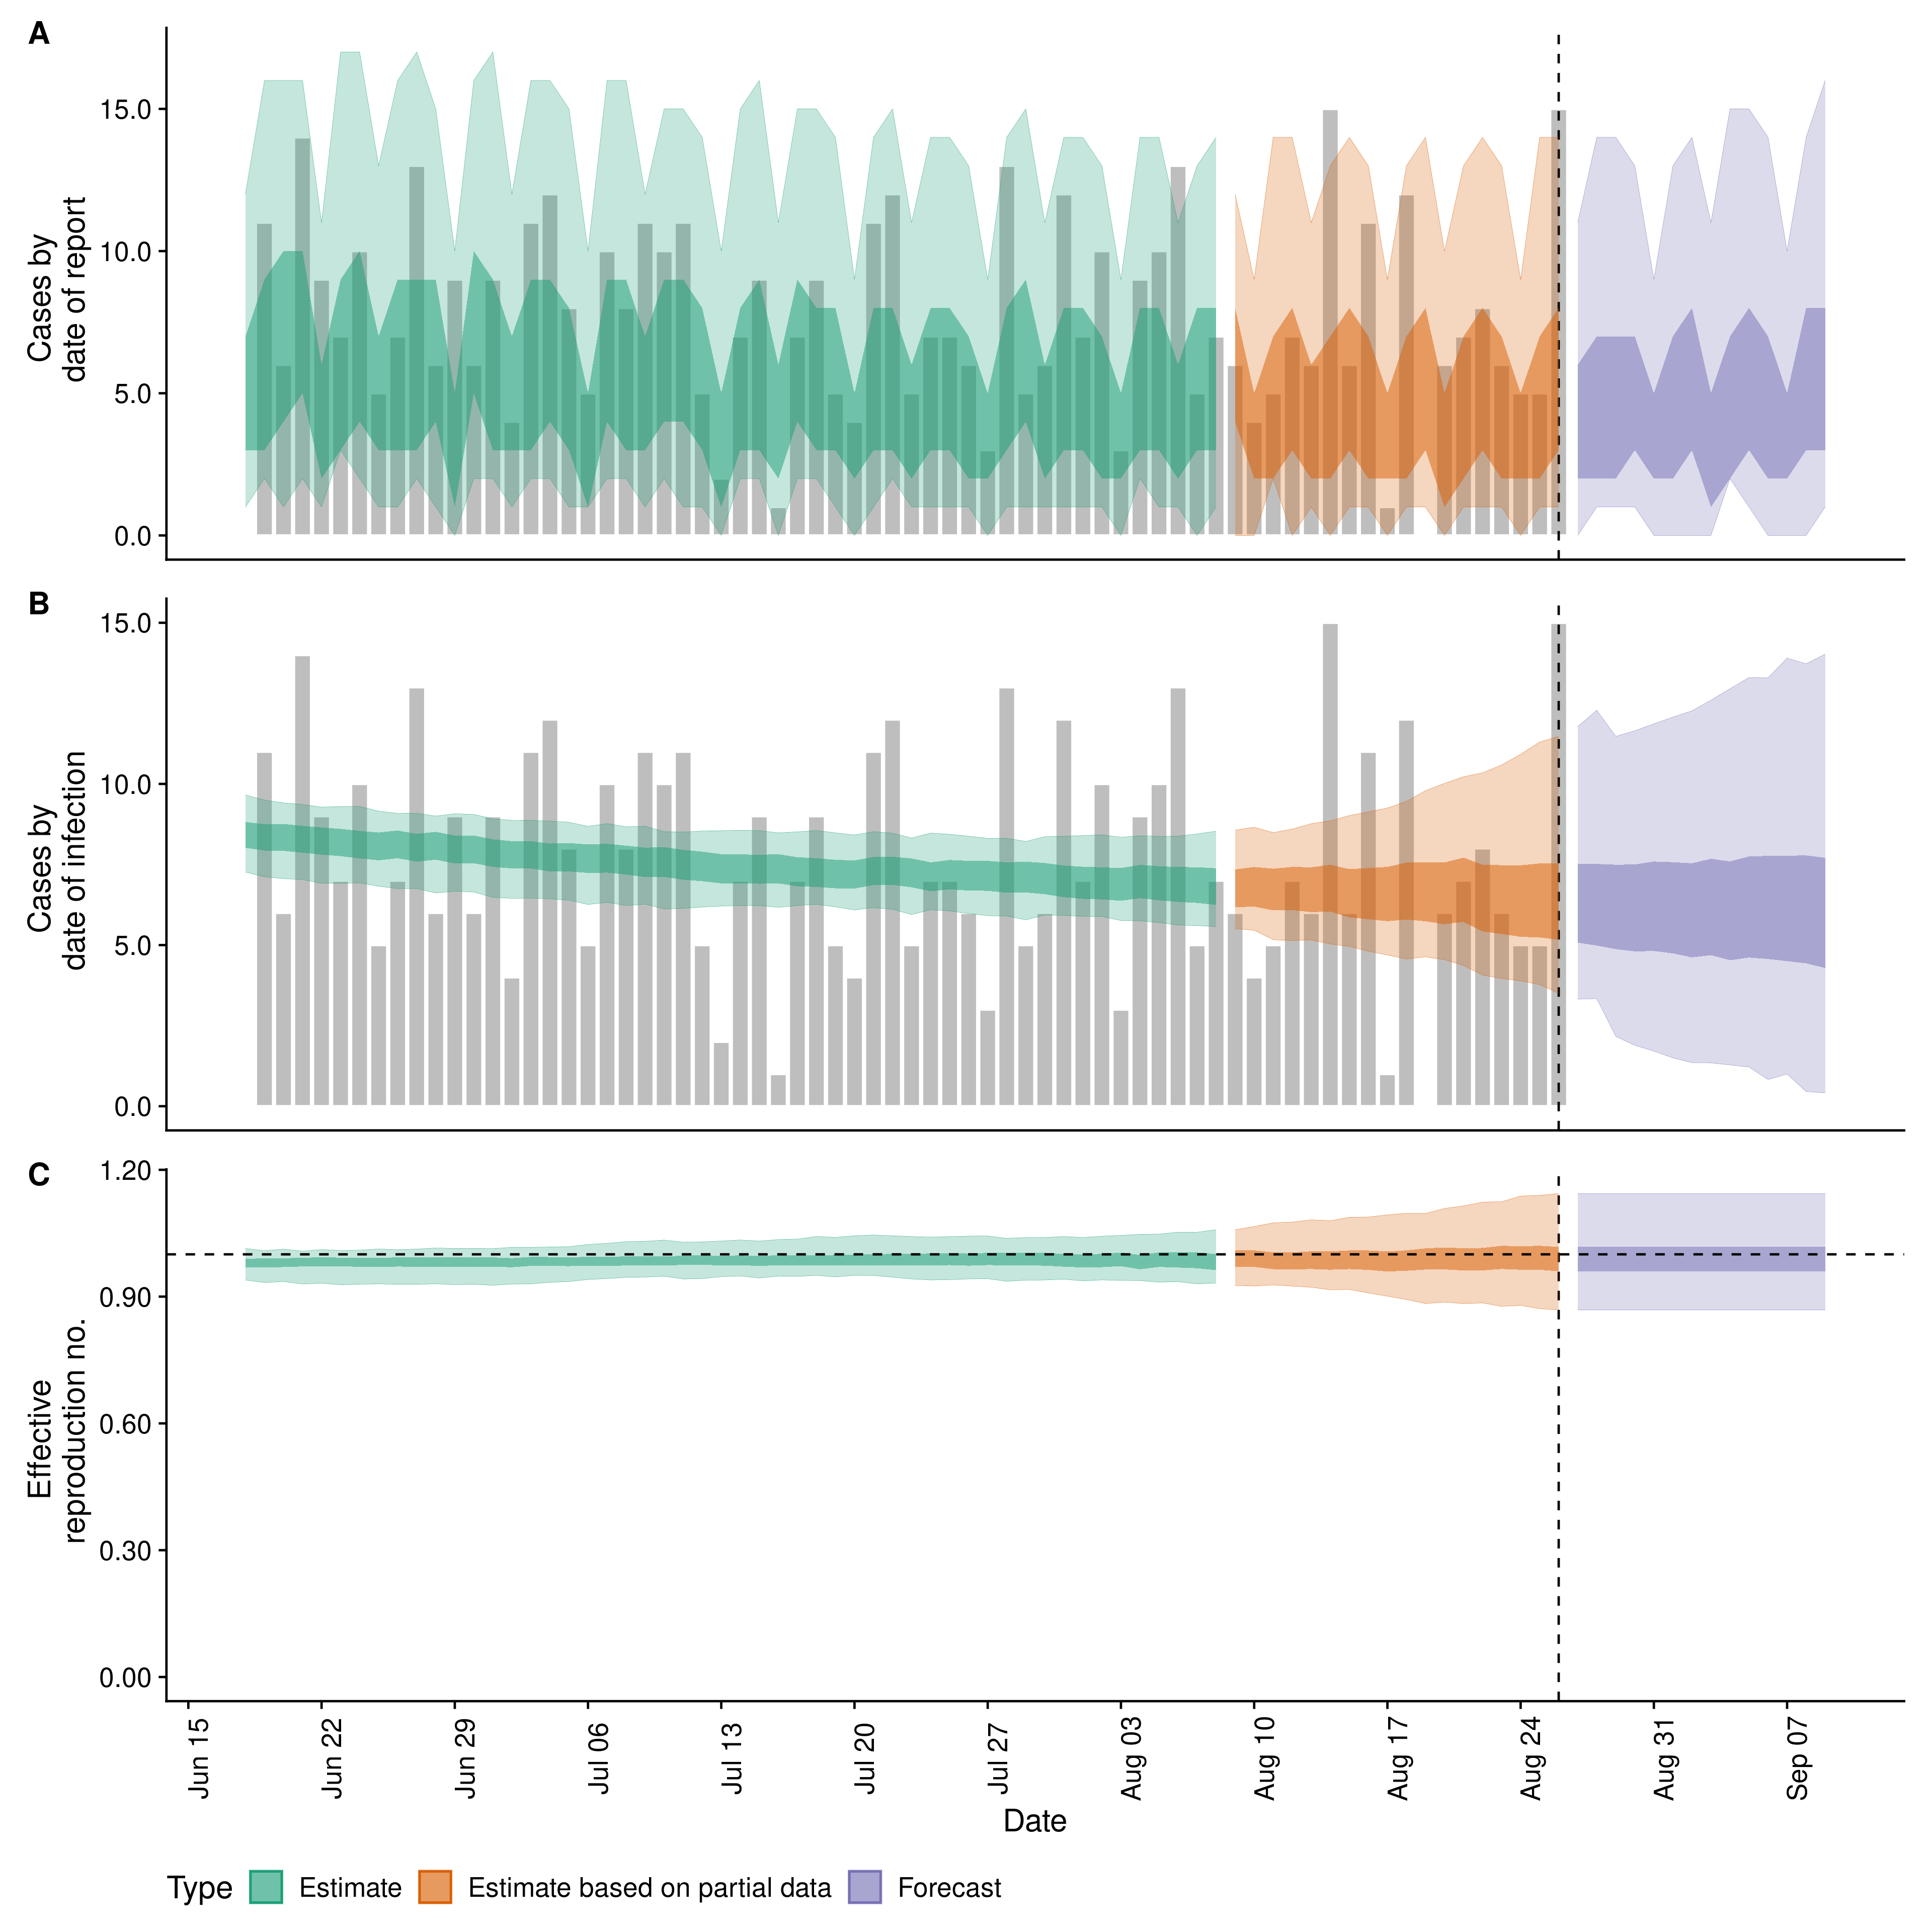 A
15.0
10.0
5.0
0.0
Cases by
date of report
B
15.0
10.0
5.0
0.0
Cases by
date of infection
C
1.20
0.90
0.60
0.30
0.00
Effective
reproduction no.
Jun 15
Jun 22
Jun 29
Jul 06
Jul 13
Jul 20
Jul 27
Aug 03
Aug 10
Aug 17
Aug 24
Aug 31
Sep 07
Date
Type Estimate Estimate based on partial data Forecast